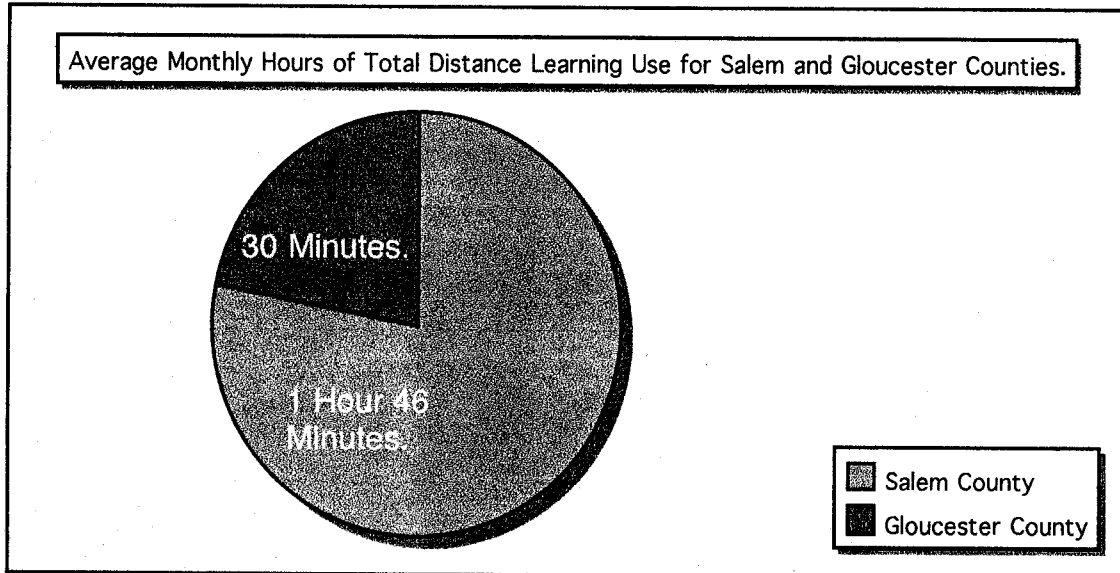 Average Monthly Hours of Total Distance Learning Use for Salem and Gloucester Counties.
30 Minutes.
1 Hour 46
Minutes.
Salem County
Gloucester County